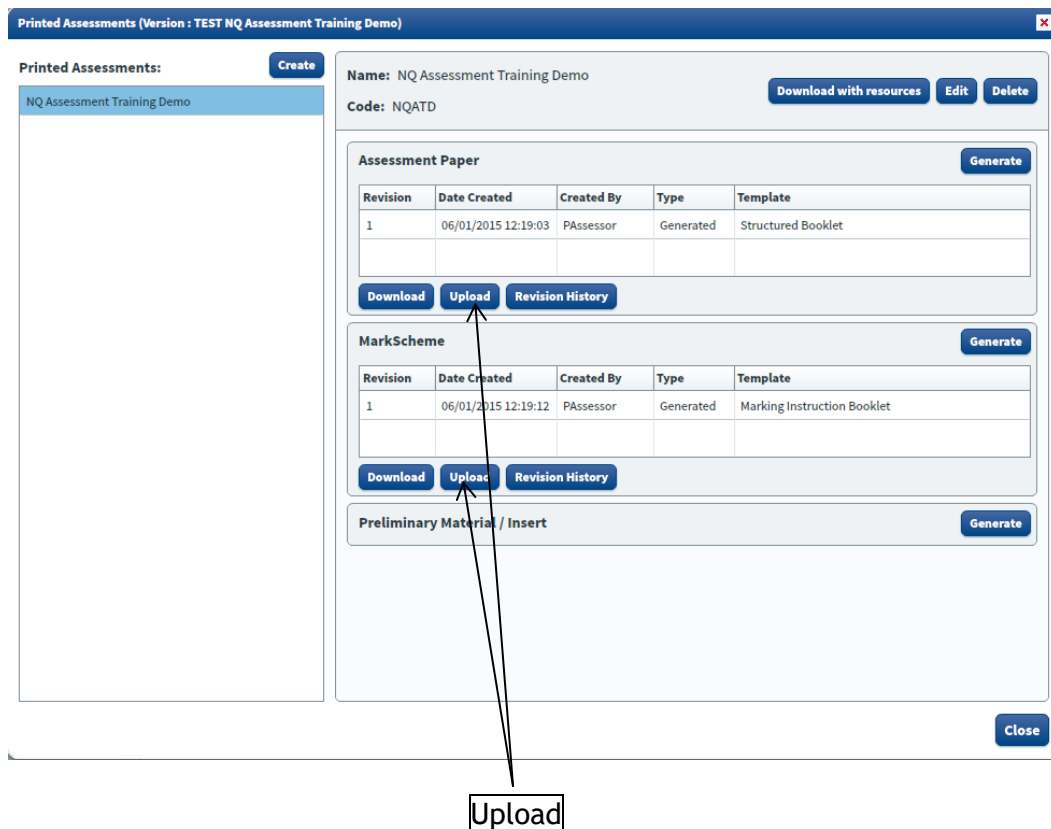 Printed Assessments (Version : TEST NQ Assessment Training Demo)
Printed Assessments:
Create
NQ Assessment Training Demo
Name: NQ Assessment Training Demo
Code: NQATD
Download with resources Edit Delete
Assessment Paper
Generate
Revision Date Created Created By Type Template
1 06/01/2015 12:19:03 PAssessor Generated Structured Booklet
Download Upload Revision History
MarkScheme
Generate
Revision Date Created Created By Type Template
1 06/01/2015 12:19:12 PAssessor Generated Marking Instruction Booklet
Download Upload Revision History
Preliminary Material / Insert
Generate
Close
Upload